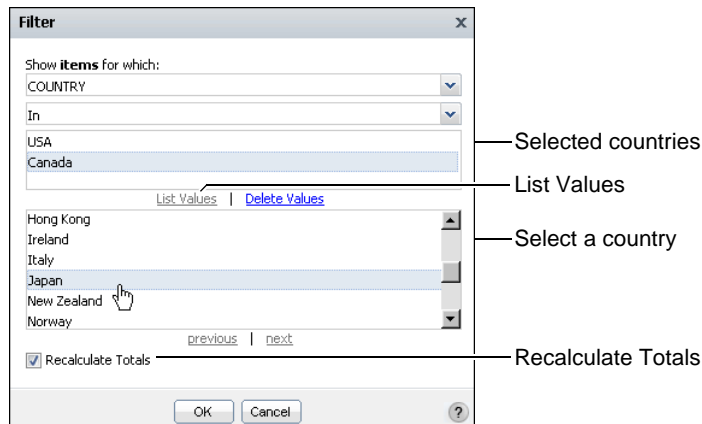 Filter
x
Show items for which:
COUNTRY
In
USA
Canada
Selected countries
List Values | Delete Values
List Values
Hong Kong
Ireland
Italy
Japan
New Zealand
Norway
Select a country
previous | next
Recalculate Totals
Recalculate Totals
OK
Cancel
?